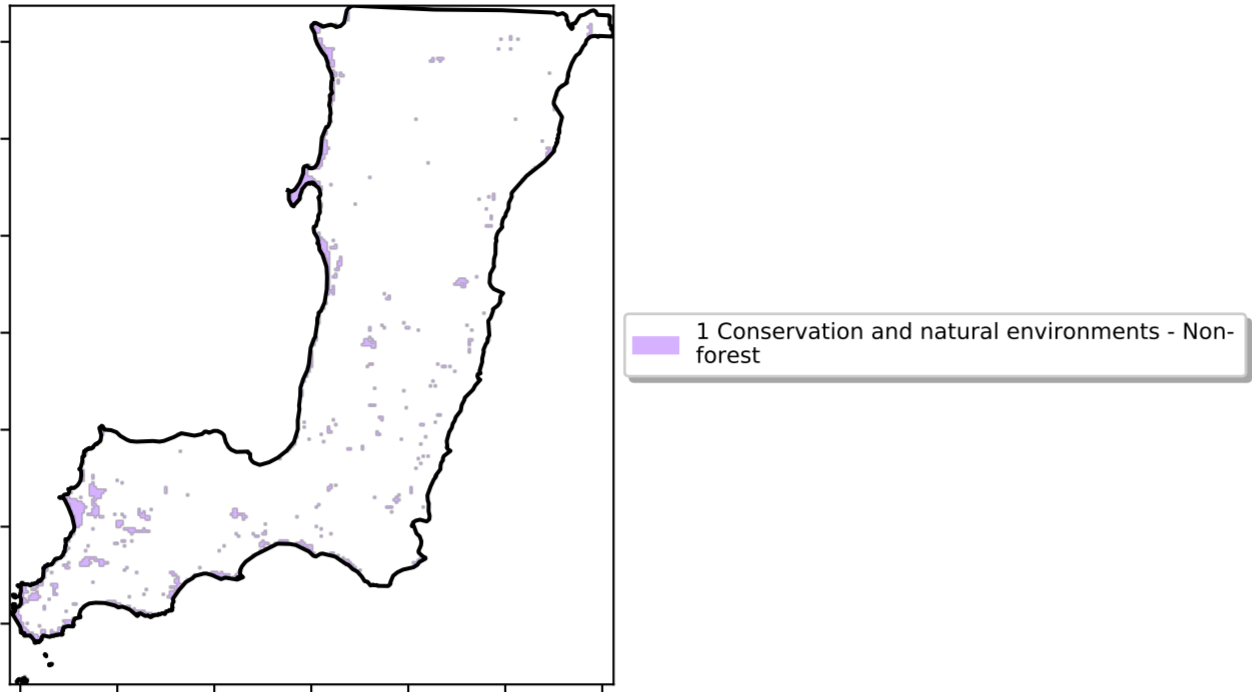 1 Conservation and natural environments - Non-
forest